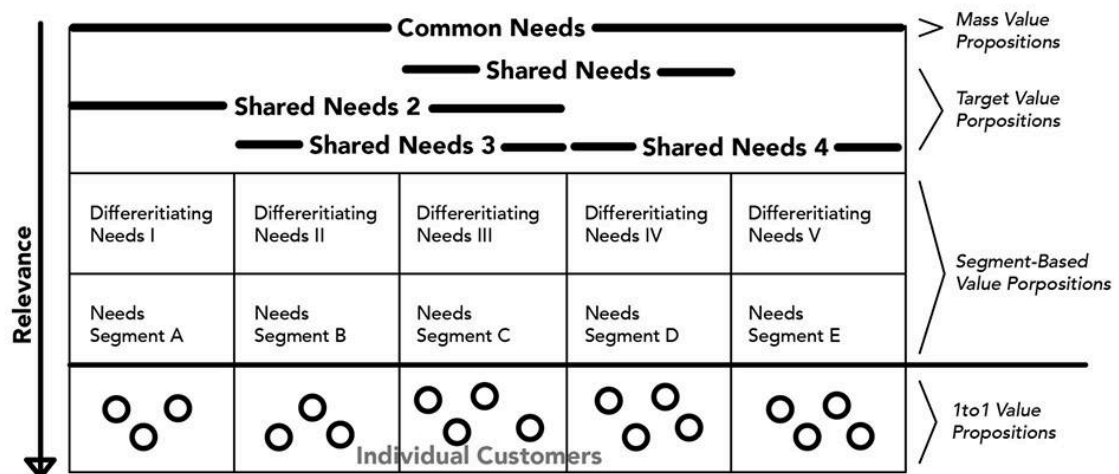 Common Needs
Mass Value
Propositions
Shared Needs
Shared Needs 2
Target Value
Porpositions
Shared Needs 3
Shared Needs 4
Relevance
Differeritiating
Needs I
Differeritiating
Needs II
Differeritiating
Needs III
Differeritiating
Needs IV
Differeritiating
Needs V
Segment-Based
Value Porpositions
Needs
Segment A
Needs
Segment B
Needs
Segment C
Needs
Segment D
Needs
Segment E
1to1 Value
Propositions
Individual Customers